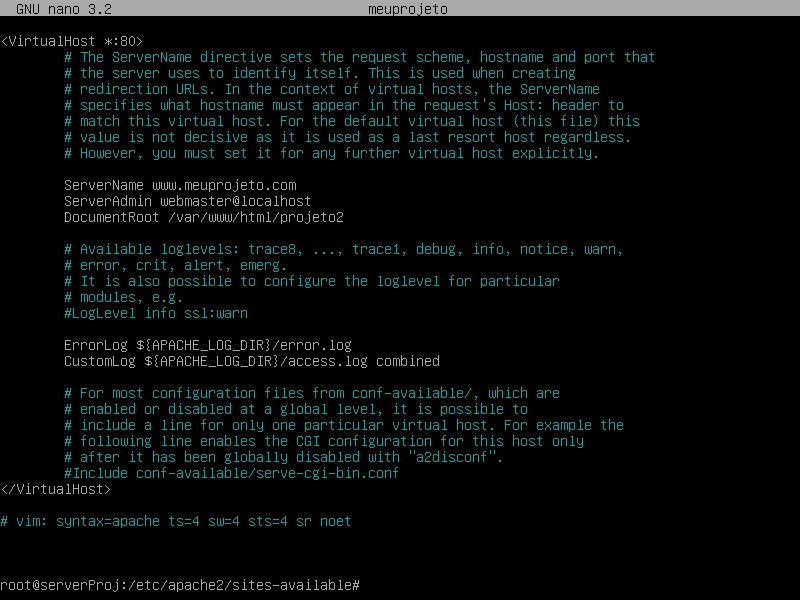 GNU nano 3.2 meuprojeto
<VirtualHost *:80>
# The ServerName directive sets the request scheme, hostname and port that
# the server uses to identify itself. This is used when creating
# redirection URLs. In the context of virtual hosts, the ServerName
# specifies what hostname must appear in the request's Host: header to
# match this virtual host. For the default virtual host (this file) this
# value is not decisive as it is used as a last resort host regardless.
# However, you must set it for any further virtual host explicitly.
ServerName www.meuprojeto.com
ServerAdmin webmaster@localhost
DocumentRoot /var/www/html/projeto2
# Available loglevels: trace8, ..., trace1, debug, info, notice, warn,
# error, crit, alert, emerg.
# It is also possible to configure the loglevel for particular
# modules, e.g.
#LogLevel info ssl:warn
ErrorLog ${APACHE_LOG_DIR}/error.log
CustomLog ${APACHE_LOG_DIR}/access.log combined
# For most configuration files from conf-available/, which are
# enabled or disabled at a global level, it is possible to
# include a line for only one particular virtual host. For example the
# following line enables the CGI configuration for this host only
# after it has been globally disabled with "a2disconf".
#Include conf-available/serve-cgi-bin.conf
</VirtualHost>
# vim: syntax=apache ts=4 sw=4 sts=4 sr noet
root@serverProj:/etc/apache2/sites-available#